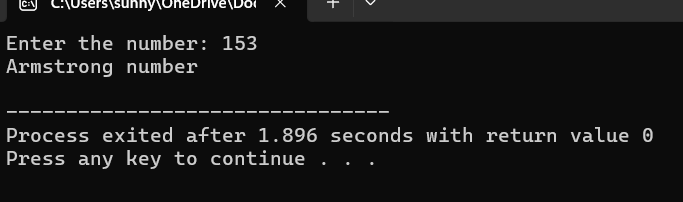 C:\Users\sunny\OneDrive\Doc
Enter the number: 153
Armstrong number
--------------------------------
Process exited after 1.896 seconds with return value 0
Press any key to continue . . .